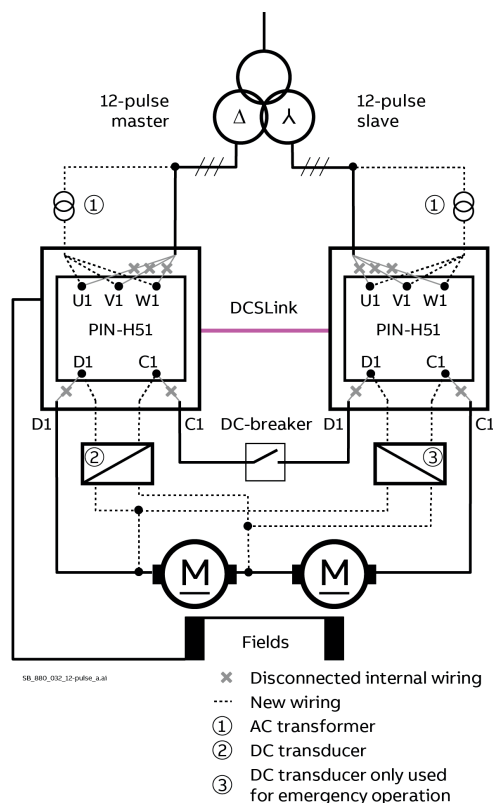 12-pulse
master
12-pulse
slave
Δ
⅄
①
①
U1 V1 W1
U1 V1 W1
PIN-H51
DCSLink
PIN-H51
D1 C1
D1 C1
D1
C1
DC-breaker
D1
C1
②
③
M
M
Fields
SB_880_032_12-pulse_a.ai
Disconnected internal wiring
New wiring
① AC transformer
② DC transducer
③ DC transducer only used
for emergency operation